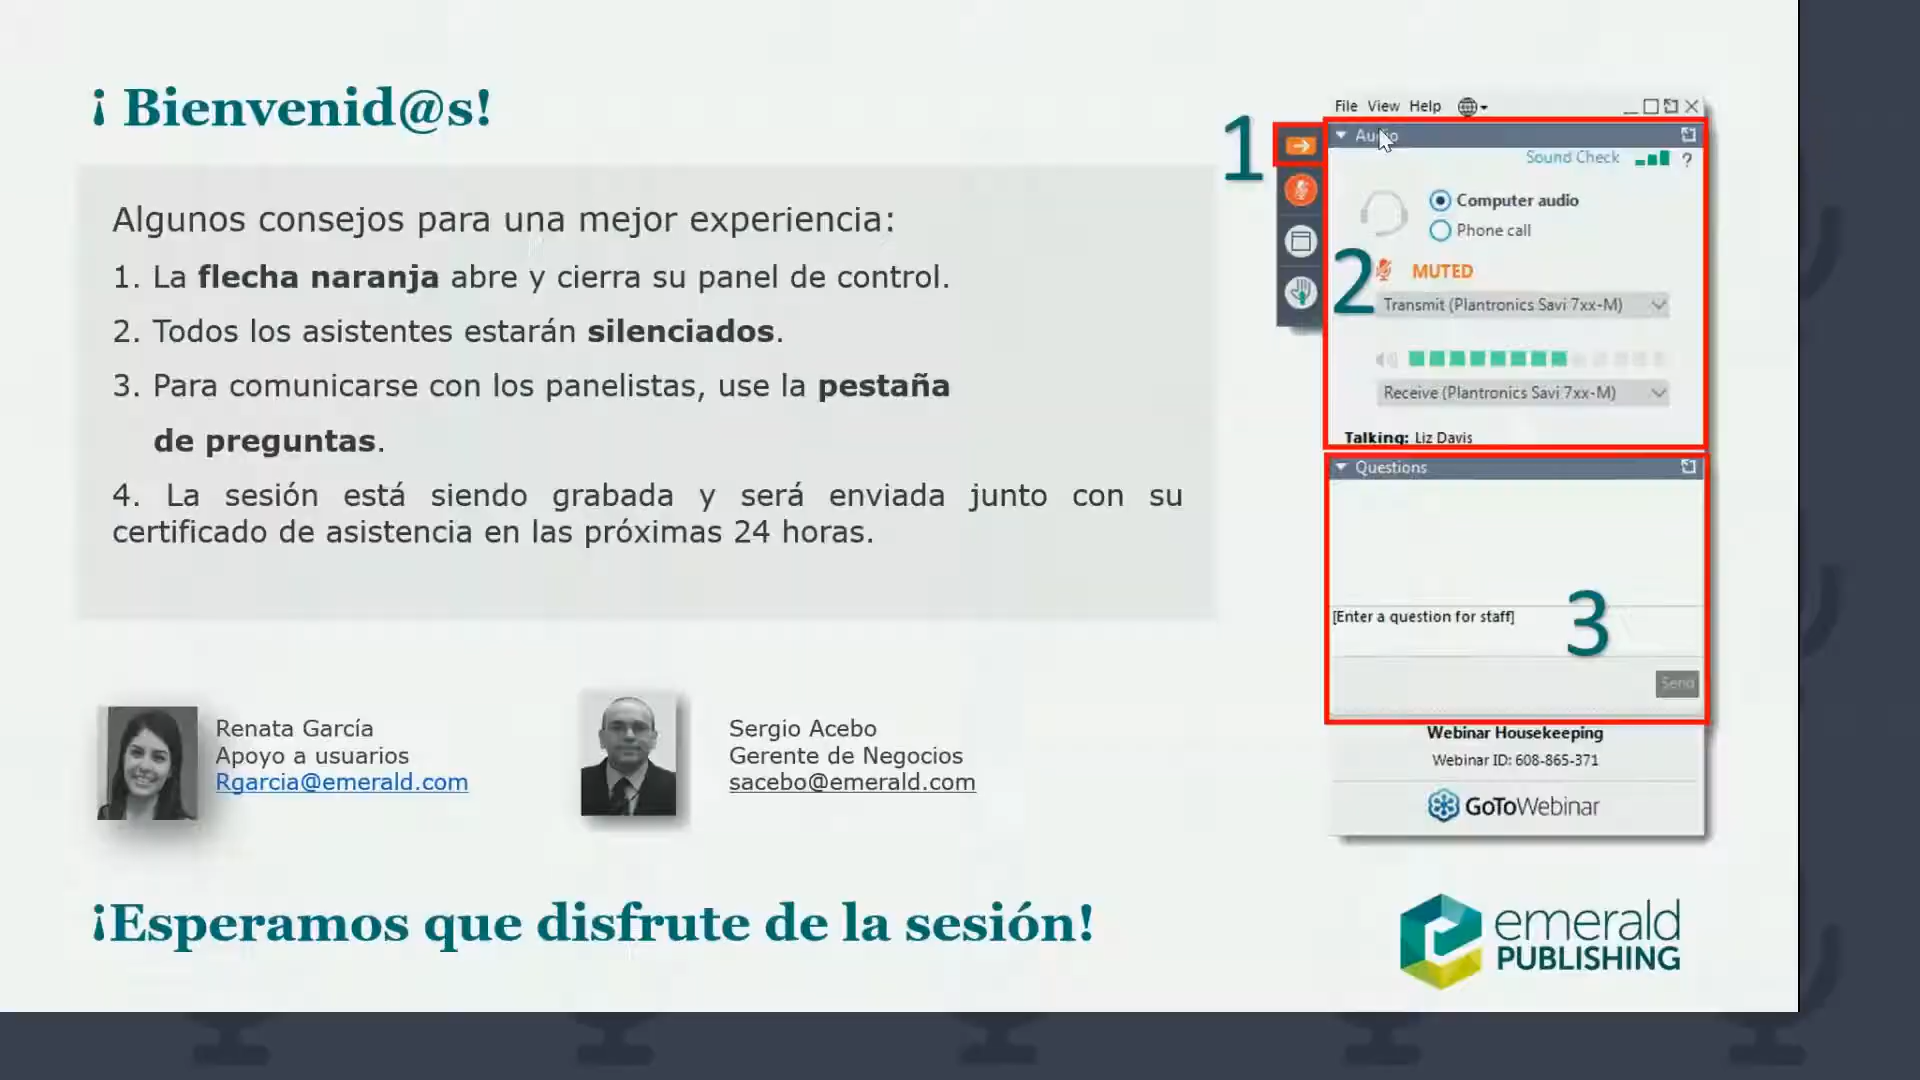 ¡ Bienvenid@s!
Algunos consejos para una mejor experiencia:
1. La flecha naranja abre y cierra su panel de control.
2. Todos los asistentes estarán silenciados.
3. Para comunicarse con los panelistas, use la pestaña
de preguntas.
4. La sesión está siendo grabada y será enviada junto con su
certificado de asistencia en las próximas 24 horas.
Renata García
Apoyo a usuarios
Rgarcia@emerald.com
Sergio Acebo
Gerente de Negocios
sacebo@emerald.com
¡Esperamos que disfrute de la sesión!
1
File View Help
Audio
Sound Check ?
Computer audio
Phone call
2
MUTED
Transmit (Plantronics Savi 7xx-M)
Receive (Plantronics Savi 7xx-M)
Talking: Liz Davis
Questions
[Enter a question for staff]
3
Send
Webinar Housekeeping
Webinar ID: 608-865-371
GoToWebinar
emerald
PUBLISHING